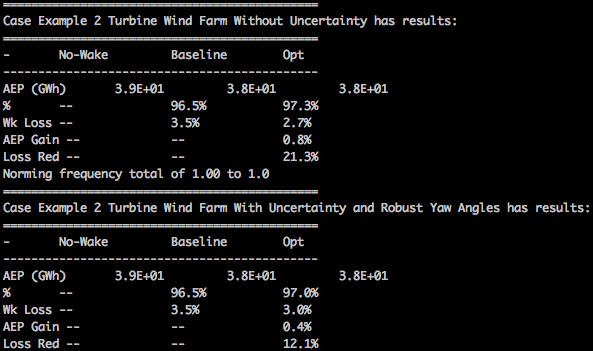 =============================================
Case Example 2 Turbine Wind Farm Without Uncertainty has results:
=============================================
- No-Wake Baseline Opt
---------------------------------------------
AEP (GWh) 3.9E+01 3.8E+01 3.8E+01
% -- 96.5% 97.3%
Wk Loss -- 3.5% 2.7%
AEP Gain -- -- 0.8%
Loss Red -- -- 21.3%
Norming frequency total of 1.00 to 1.0
=============================================
Case Example 2 Turbine Wind Farm With Uncertainty and Robust Yaw Angles has results:
=============================================
- No-Wake Baseline Opt
---------------------------------------------
AEP (GWh) 3.9E+01 3.8E+01 3.8E+01
% -- 96.5% 97.0%
Wk Loss -- 3.5% 3.0%
AEP Gain -- -- 0.4%
Loss Red -- -- 12.1%